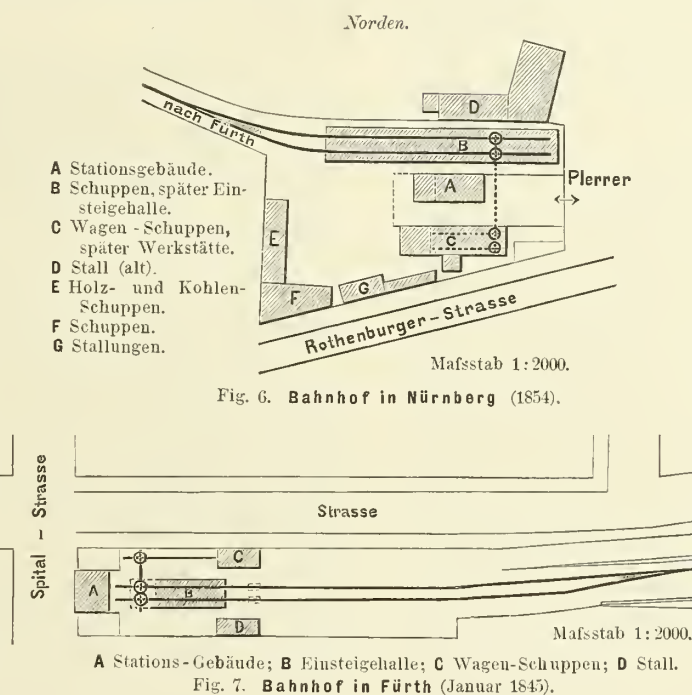 Norden.
nach Fürth
D
B
A
Plerrer
C
E
F
G
Rothenburger-Strasse
A Stationsgebäude.
B Schuppen, später Ein-
steigehalle.
C Wagen-Schuppen,
später Werkstätte.
D Stall (alt).
E Holz- und Kohlen-
Schuppen.
F Schuppen.
G Stallungen.
Mafsstab 1:2000.
Fig. 6. Bahnhof in Nürnberg (1854).
Spital – Strasse
Strasse
C
A
B
D
Mafsstab 1:2000.
A Stations-Gebäude; B Einsteigehalle; C Wagen-Schuppen; D Stall.
Fig. 7. Bahnhof in Fürth (Januar 1845).